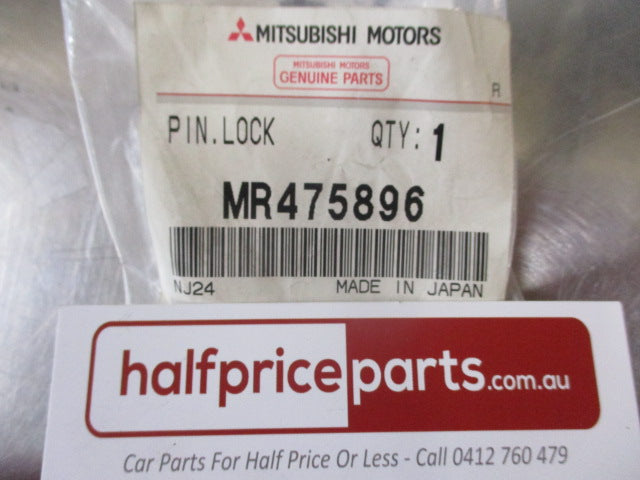 MITSUBISHI MOTORS
MITSUBISHI MOTORS
GENUINE PARTS
R
PIN.LOCK QTY: 1
MR475896
NJ24 MADE IN JAPAN
halfpriceparts.com.au
Car Parts For Half Price Or Less - Call 0412 760 479